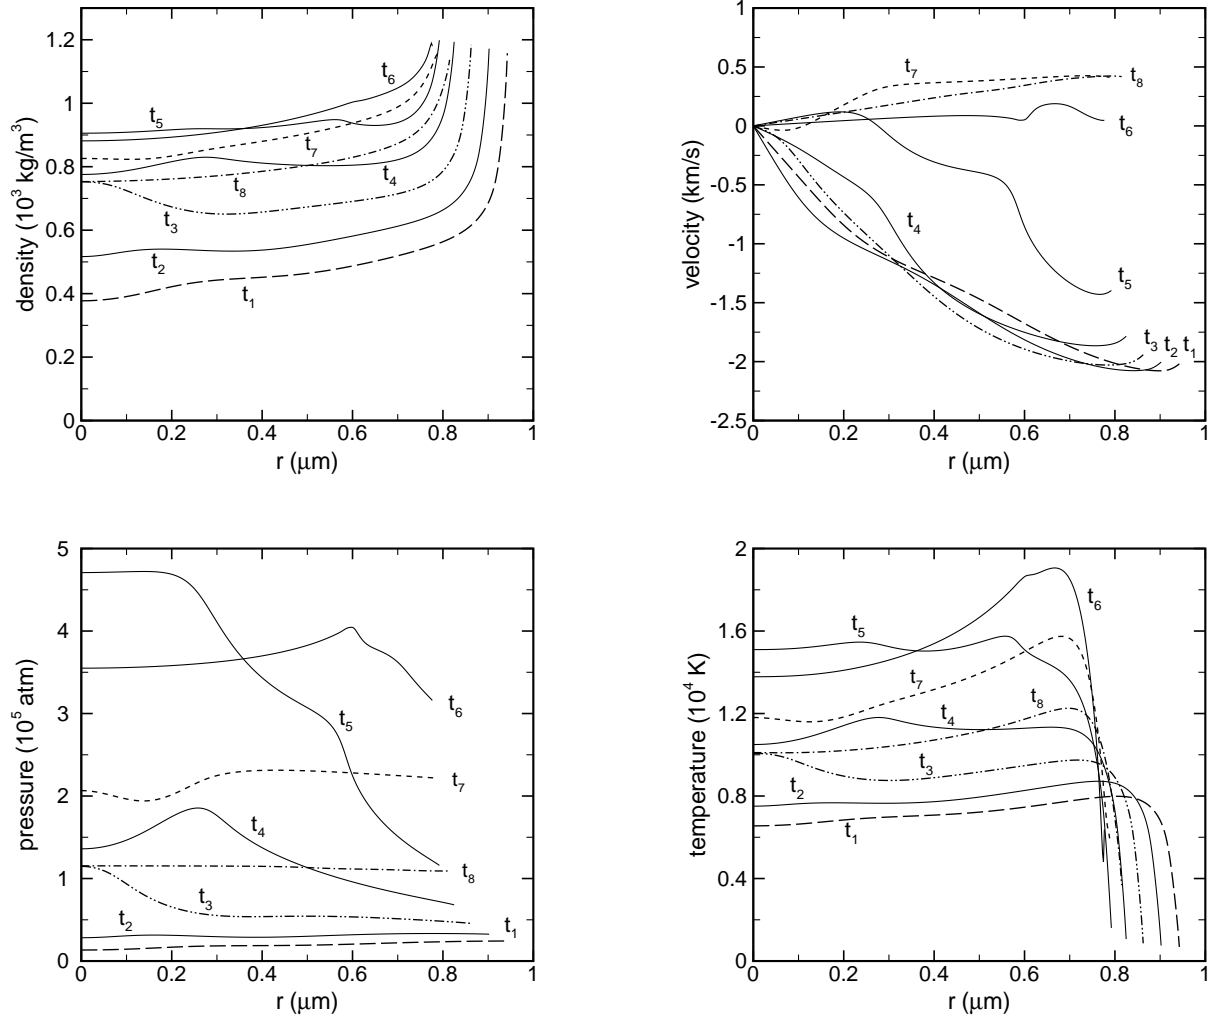 density (10³ kg/m³)
1.2
1
0.8
0.6
0.4
0.2
0
t₁
t₂
t₃
t₄
t₅
t₆
t₇
t₈
0 0.2 0.4 0.6 0.8 1
r (μm)
velocity (km/s)
1
0.5
0
-0.5
-1
-1.5
-2
-2.5
t₇
t₈
t₆
t₄
t₅
t₃ t₂ t₁
0 0.2 0.4 0.6 0.8 1
r (μm)
pressure (10⁵ atm)
5
4
3
2
1
0
t₆
t₅
t₇
t₄
t₈
t₃
t₂
t₁
0 0.2 0.4 0.6 0.8 1
r (μm)
temperature (10⁴ K)
2
1.6
1.2
0.8
0.4
0
t₆
t₅
t₇
t₈
t₄
t₃
t₂
t₁
0 0.2 0.4 0.6 0.8 1
r (μm)